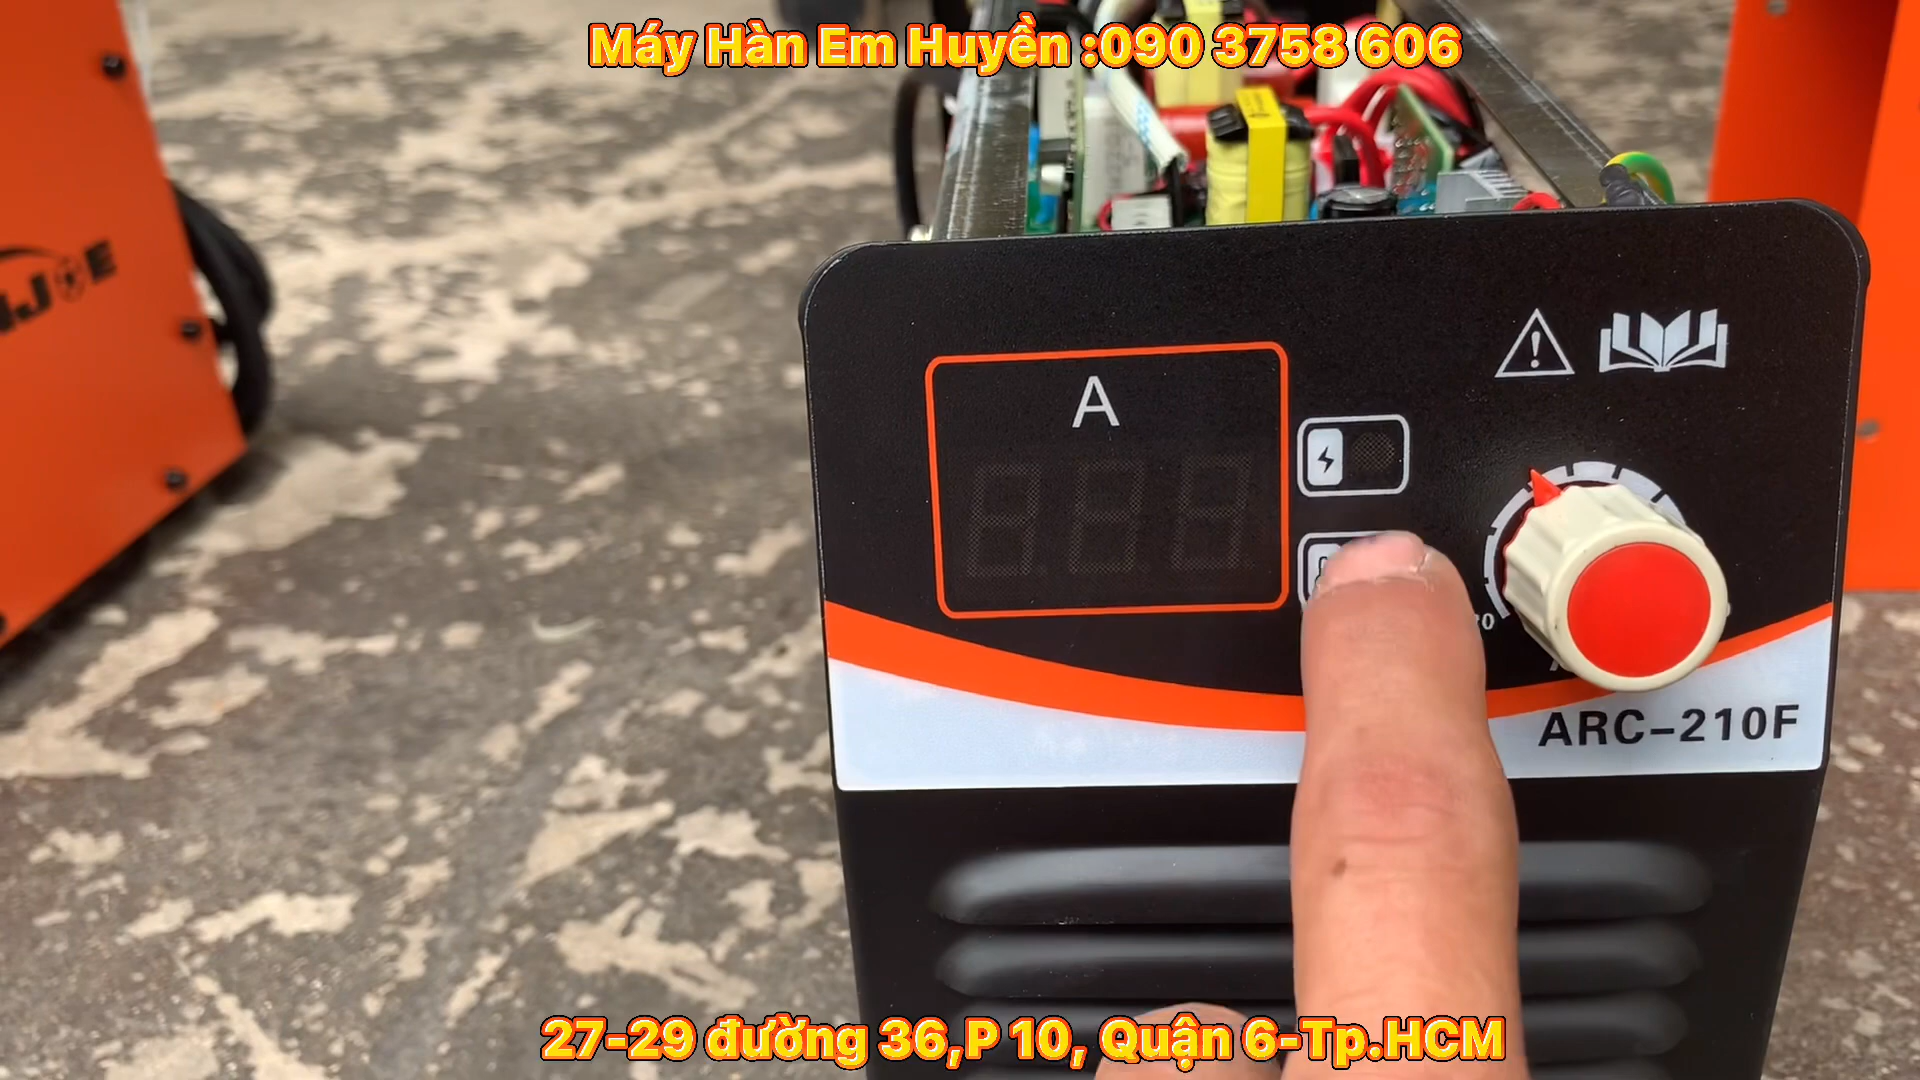 Máy Hàn Em Huyền :090 3758 606
A
ARC-210F
27-29 đường 36,P 10, Quận 6-Tp.HCM